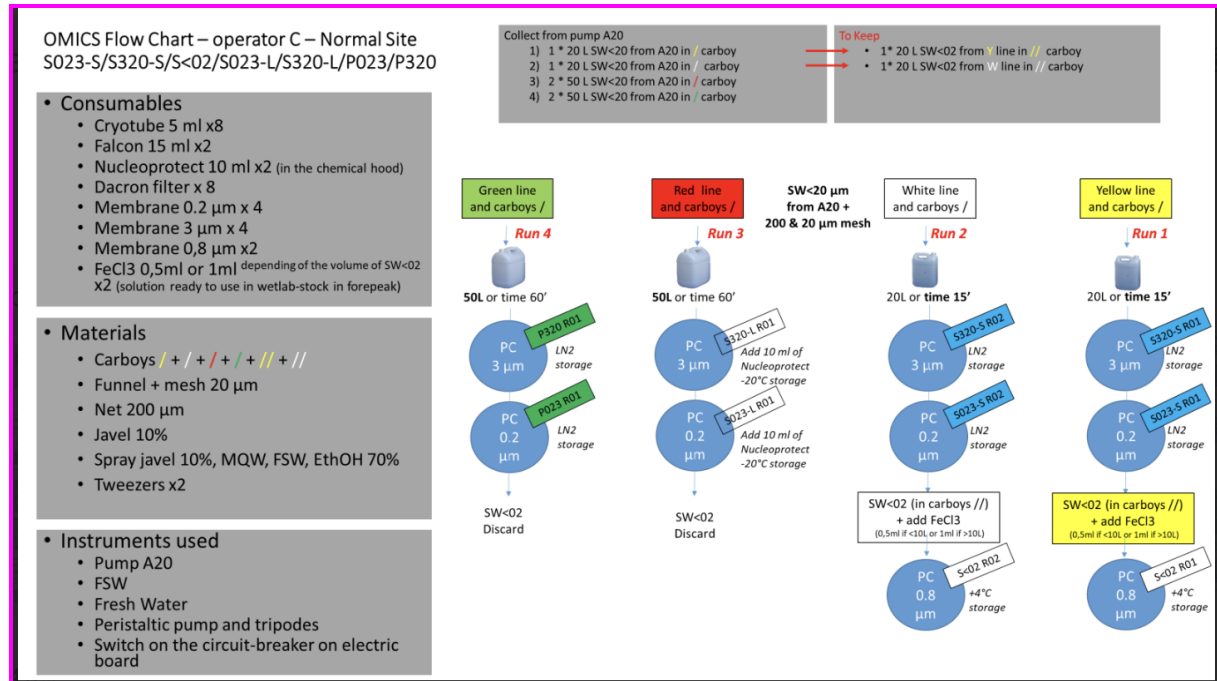 OMICS Flow Chart – operator C – Normal Site
S023-S/S320-S/S<02/S023-L/S320-L/P023/P320
• Consumables
• Cryotube 5 ml x8
• Falcon 15 ml x2
• Nucleoprotect 10 ml x2 (in the chemical hood)
• Dacron filter x 8
• Membrane 0.2 µm x 4
• Membrane 3 µm x 4
• Membrane 0,8 µm x2
• FeCl3 0,5ml or 1ml depending of the volume of SW<02
x2 (solution ready to use in wetlab-stock in forepeak)
• Materials
• Carboys / + / + / + / + // + //
• Funnel + mesh 20 µm
• Net 200 µm
• Javel 10%
• Spray javel 10%, MQW, FSW, EthOH 70%
• Tweezers x2
• Instruments used
• Pump A20
• FSW
• Fresh Water
• Peristaltic pump and tripodes
• Switch on the circuit-breaker on electric
board
Collect from pump A20
1) 1 * 20 L SW<20 from A20 in / carboy
2) 1 * 20 L SW<20 from A20 in / carboy
3) 2 * 50 L SW<20 from A20 in / carboy
4) 2 * 50 L SW<20 from A20 in / carboy
To Keep
• 1* 20 L SW<02 from Y line in // carboy
• 1* 20 L SW<02 from W line in // carboy
Green line
and carboys /
Run 4
50L or time 60’
P320 R01
PC
3 µm
LN2
storage
P023 R01
PC
0.2
µm
LN2
storage
SW<02
Discard
Red line
and carboys /
Run 3
50L or time 60’
S320-L R01
PC
3 µm
Add 10 ml of
Nucleoprotect
-20°C storage
S023-L R01
PC
0.2
µm
Add 10 ml of
Nucleoprotect
-20°C storage
SW<02
Discard
SW<20 µm
from A20 +
200 & 20 µm mesh
White line
and carboys /
Run 2
20L or time 15’
S320-S R02
PC
3 µm
LN2
storage
S023-S R02
PC
0.2
µm
LN2
storage
SW<02 (in carboys //)
+ add FeCl3
(0,5ml if <10L or 1ml if >10L)
S<02 R02
PC
0.8
µm
+4°C
storage
Yellow line
and carboys /
Run 1
20L or time 15’
S320-S R01
PC
3 µm
LN2
storage
S023-S R01
PC
0.2
µm
LN2
storage
SW<02 (in carboys //)
+ add FeCl3
(0,5ml if <10L or 1ml if >10L)
S<02 R01
PC
0.8
µm
+4°C
storage